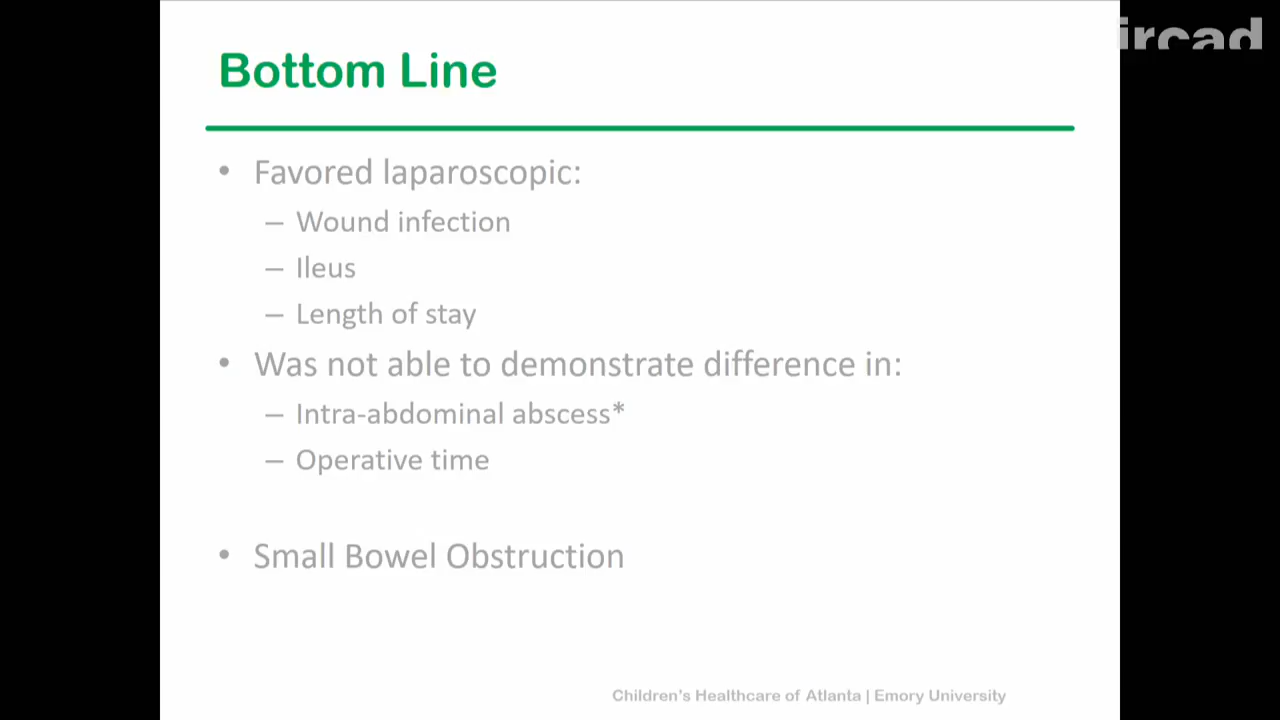 ircad
Bottom Line
• Favored laparoscopic:
– Wound infection
– Ileus
– Length of stay
• Was not able to demonstrate difference in:
– Intra-abdominal abscess*
– Operative time
• Small Bowel Obstruction
Children's Healthcare of Atlanta | Emory University